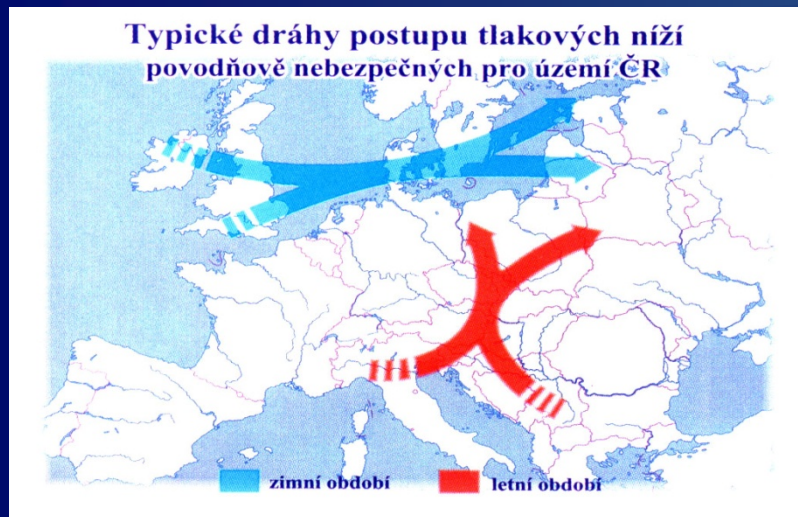 Typické dráhy postupu tlakových níží
povodňově nebezpečných pro území ČR
zimní období
letní období